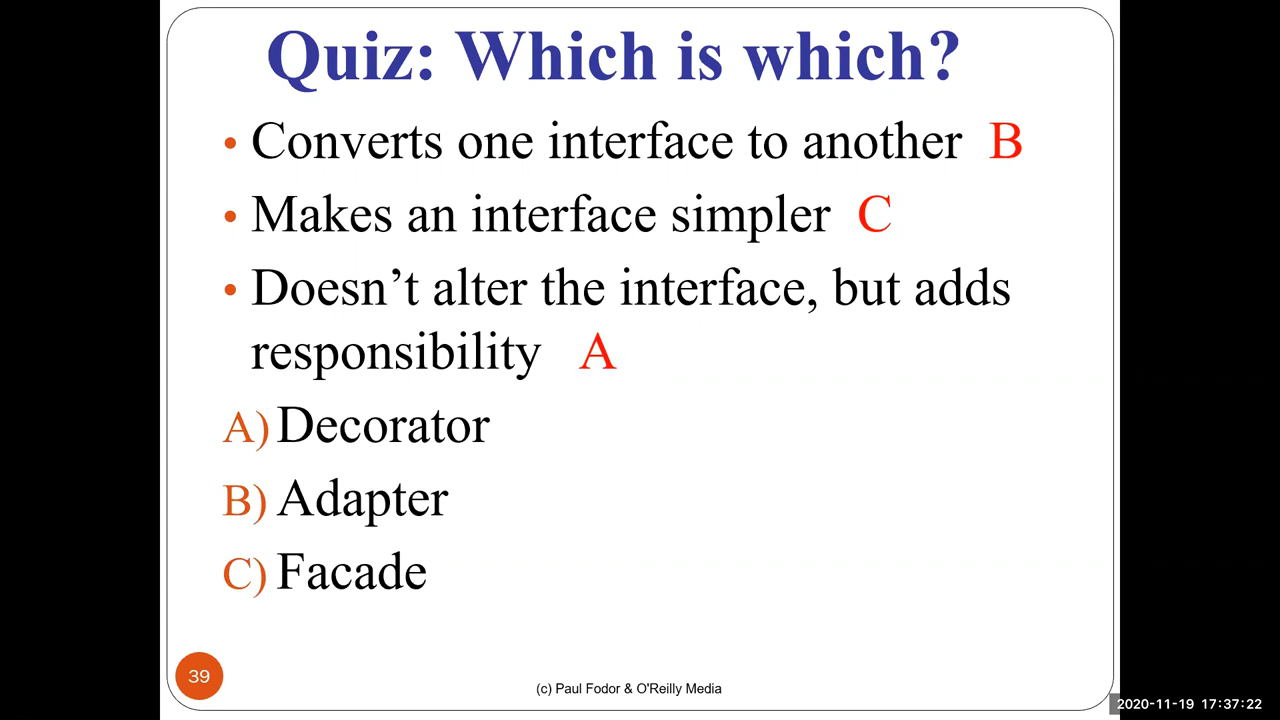 Quiz: Which is which?
• Converts one interface to another B
• Makes an interface simpler C
• Doesn’t alter the interface, but adds
responsibility A
A) Decorator
B) Adapter
C) Facade
39
(c) Paul Fodor & O'Reilly Media
2020-11-19 17:37:22